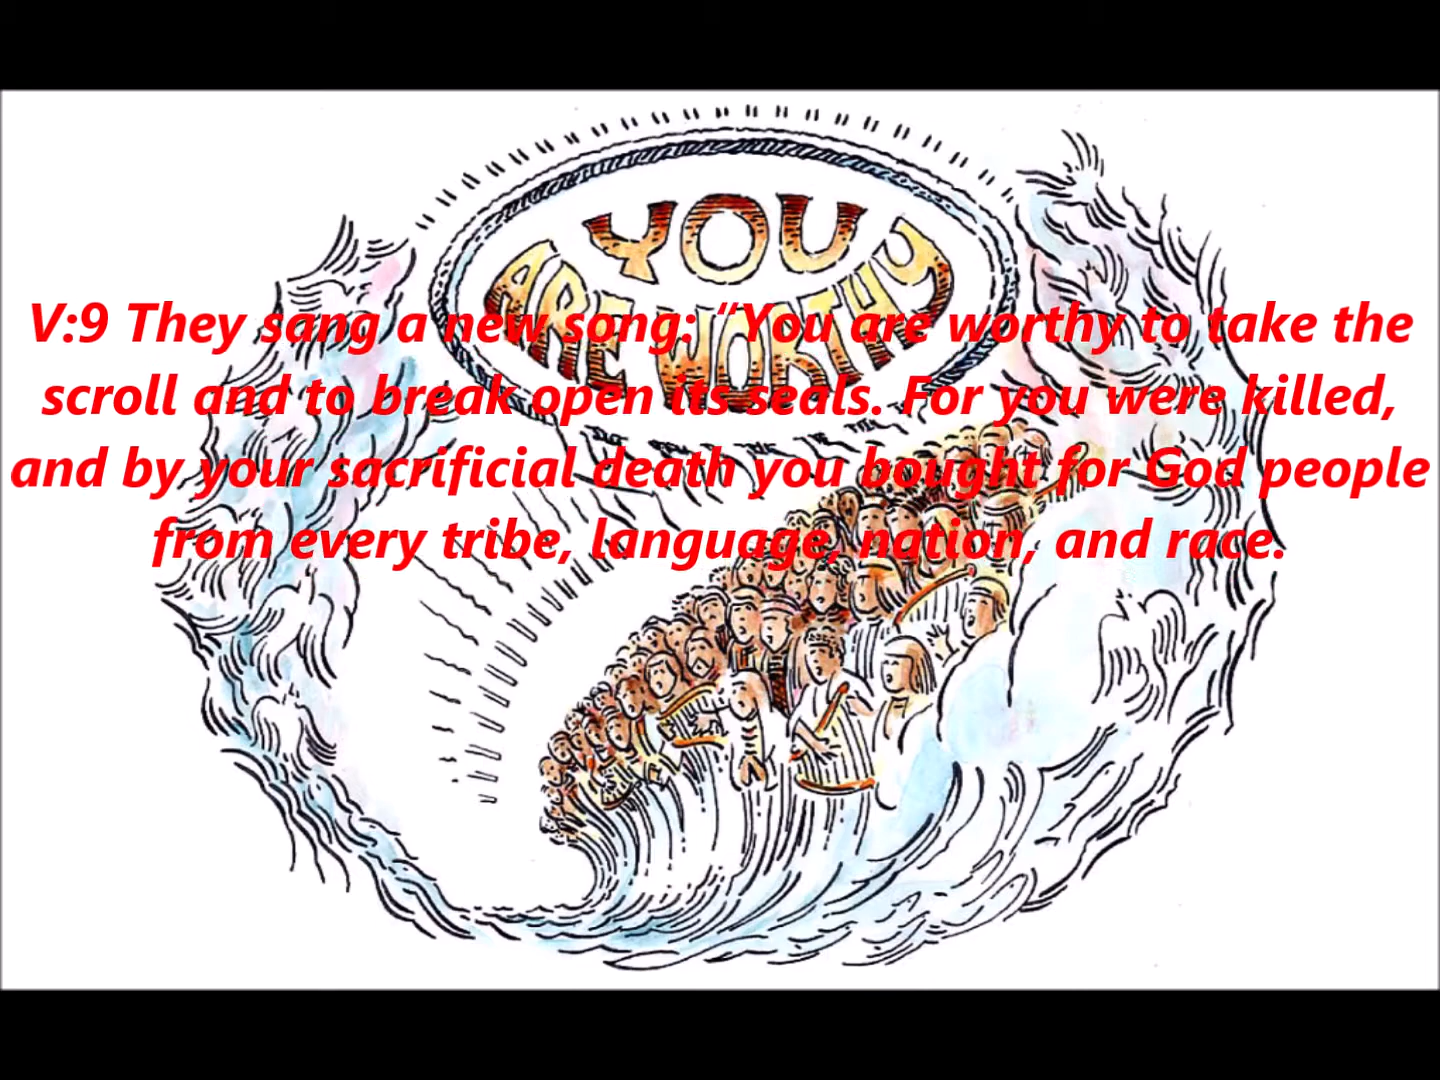 YOU
ARE WORTHY
V:9 They sang a new song: “You are worthy to take the
scroll and to break open its seals. For you were killed,
and by your sacrificial death you bought for God people
from every tribe, language, nation, and race.